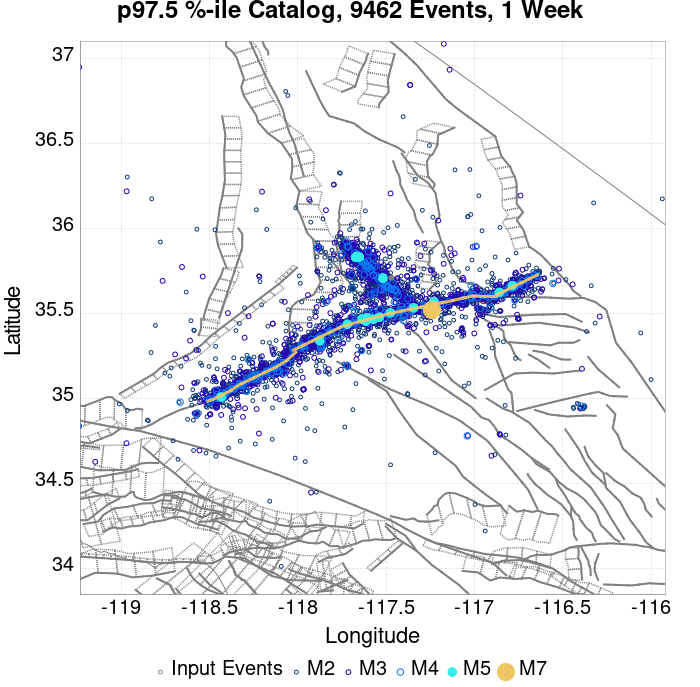 p97.5 %-ile Catalog, 9462 Events, 1 Week
37
36.5
36
35.5
35
34.5
34
Latitude
-119 -118.5 -118 -117.5 -117 -116.5 -116
Longitude
Input Events M2 M3 M4 M5 M7